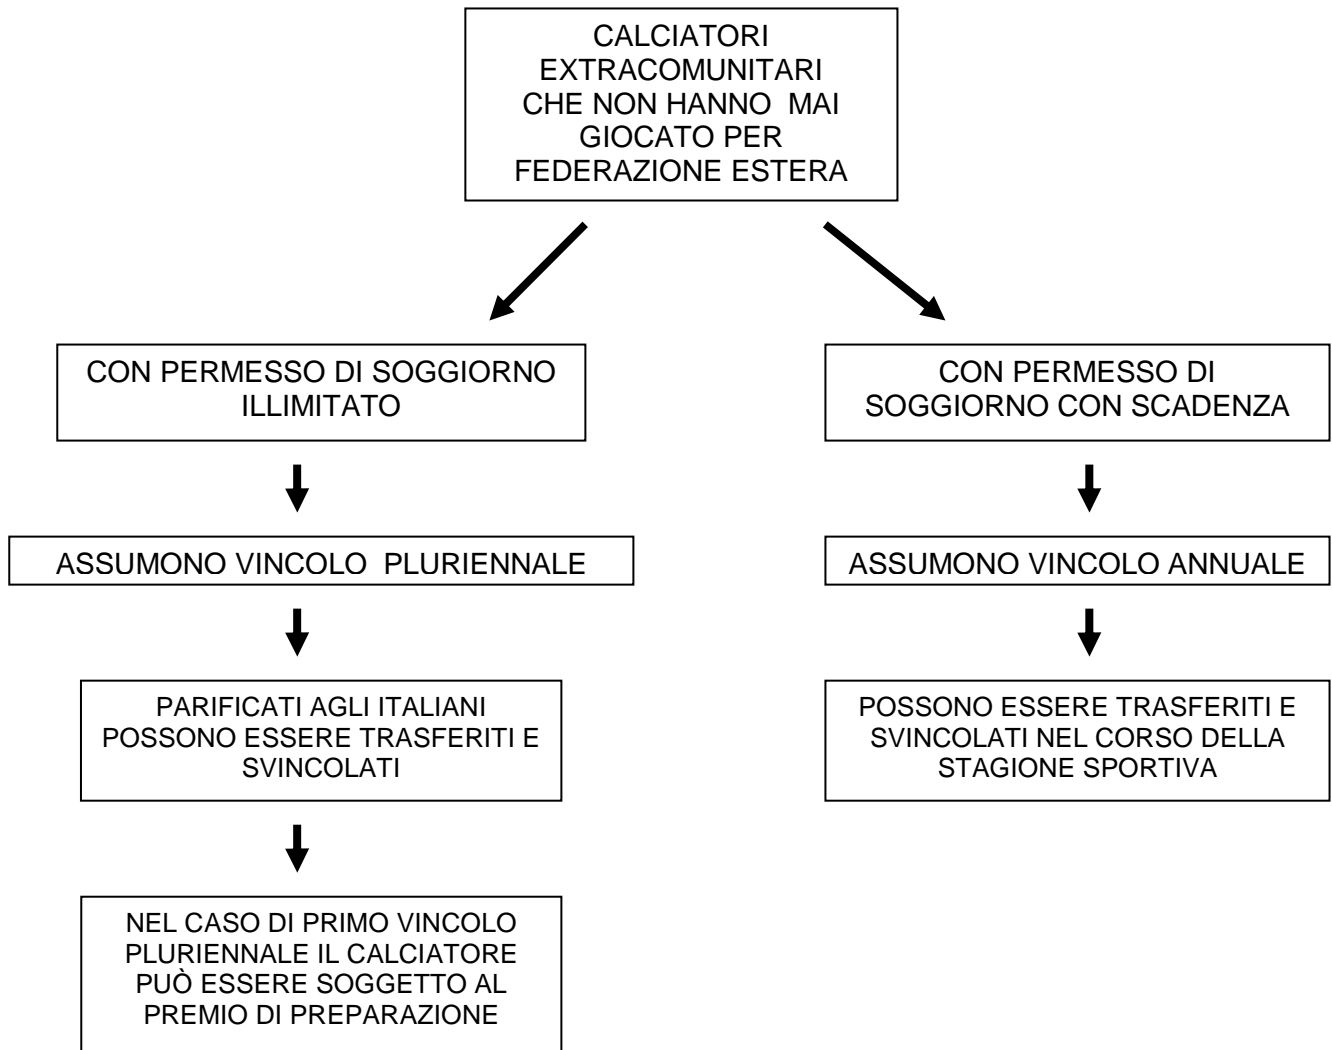 CALCIATORI
EXTRACOMUNITARI
CHE NON HANNO MAI
GIOCATO PER
FEDERAZIONE ESTERA
CON PERMESSO DI SOGGIORNO
ILLIMITATO
CON PERMESSO DI
SOGGIORNO CON SCADENZA
ASSUMONO VINCOLO PLURIENNALE
ASSUMONO VINCOLO ANNUALE
PARIFICATI AGLI ITALIANI
POSSONO ESSERE TRASFERITI E
SVINCOLATI
POSSONO ESSERE TRASFERITI E
SVINCOLATI NEL CORSO DELLA
STAGIONE SPORTIVA
NEL CASO DI PRIMO VINCOLO
PLURIENNALE IL CALCIATORE
PUÒ ESSERE SOGGETTO AL
PREMIO DI PREPARAZIONE